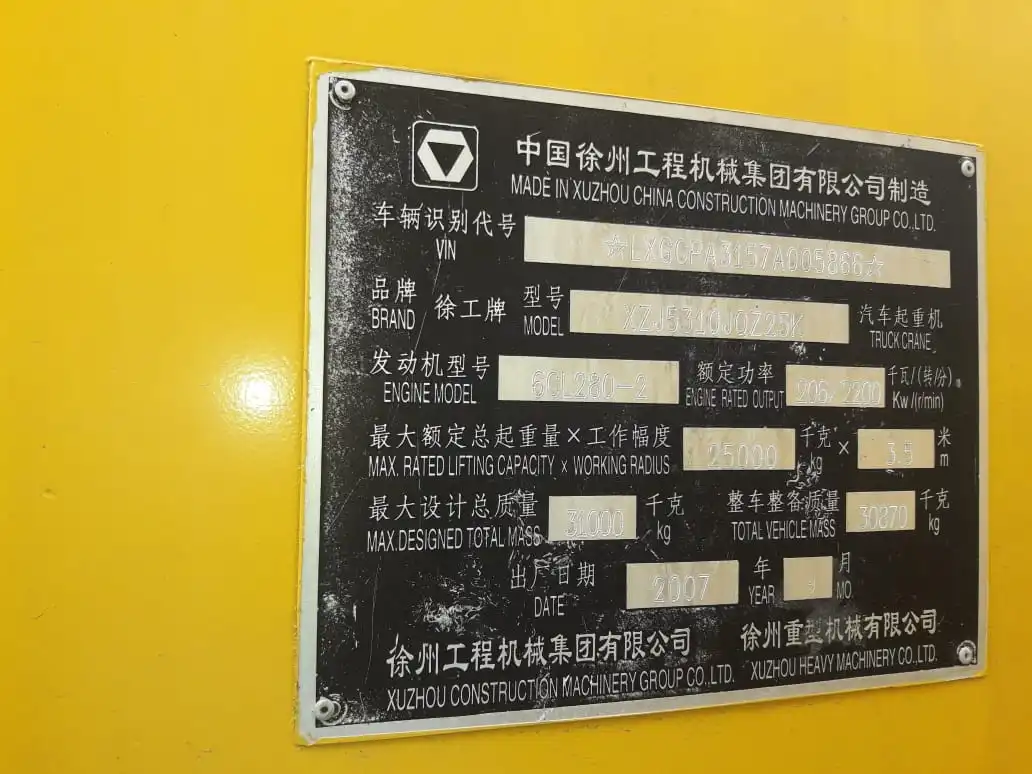 中国徐州工程机械集团有限公司制造
MADE IN XUZHOU CHINA CONSTRUCTION MACHINERY GROUP CO.,LTD.
车辆识别代号 ☆LXGCPA3157A005866☆
VIN
品牌 徐工牌 型号 XZJ5310JQZ25K 汽车起重机
BRAND MODEL TRUCK CRANE
发动机型号 6CL280-2 额定功率 206/2200 千瓦/(转/分)
ENGINE MODEL ENGINE RATED OUTPUT Kw/(r/min)
最大额定总起重量×工作幅度 25000 千克 × 3.5 米
MAX. RATED LIFTING CAPACITY × WORKING RADIUS kg m
最大设计总质量 31000 千克 整车整备质量 30870 千克
MAX.DESIGNED TOTAL MASS kg TOTAL VEHICLE MASS kg
出厂日期 2007 年 9 月
DATE YEAR MO.
徐州工程机械集团有限公司 徐州重型机械有限公司
XUZHOU CONSTRUCTION MACHINERY GROUP CO.,LTD. XUZHOU HEAVY MACHINERY CO.,LTD.